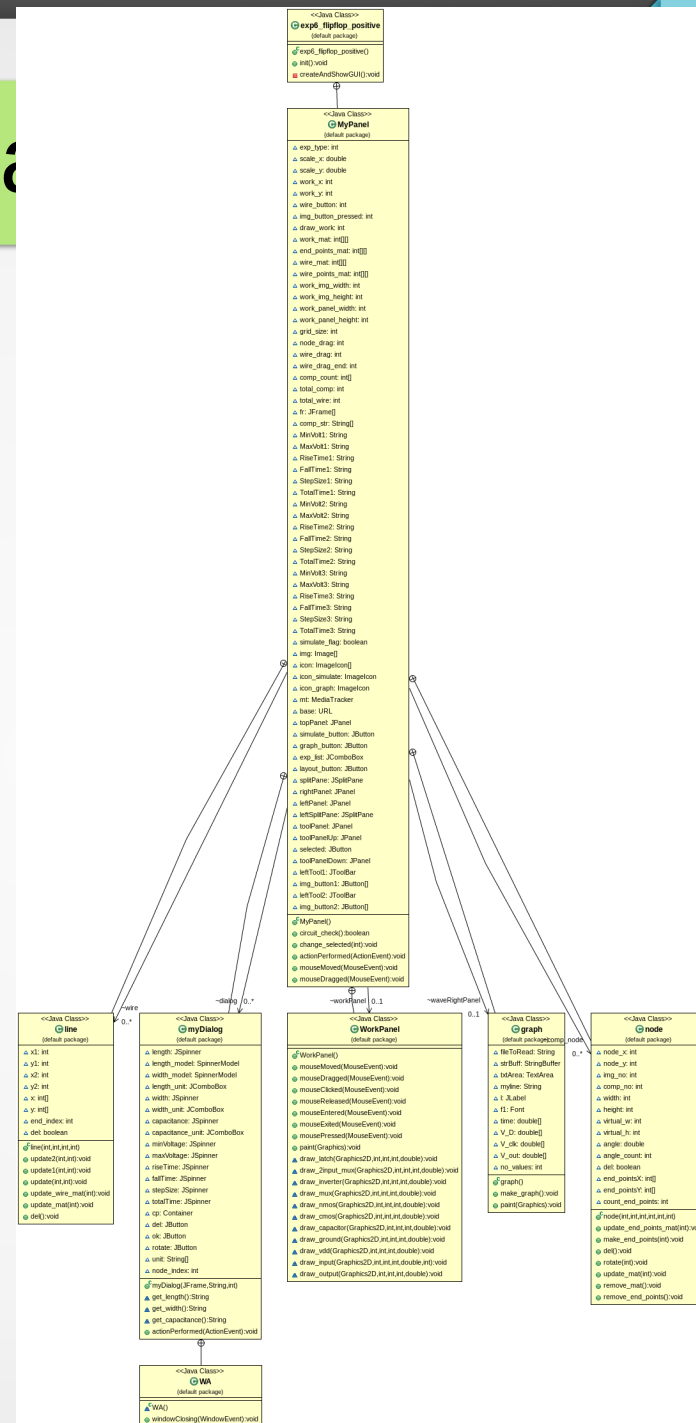 a
<<Java Class>>
exp6_flipflop_positive
(default package)
exp6_flipflop_positive()
init():void
createAndShowGUI():void
<<Java Class>>
MyPanel
(default package)
exp_type: int
scale_x: double
scale_y: double
work_x: int
work_y: int
wire_button: int
img_button_pressed: int
draw_work: int
work_mat: int[][]
end_points_mat: int[][]
wire_mat: int[][]
wire_points_mat: int[][]
work_img_width: int
work_img_height: int
work_panel_width: int
work_panel_height: int
grid_size: int
node_drag: int
wire_drag: int
wire_drag_end: int
comp_count: int[]
total_comp: int
total_wire: int
fr: JFrame[]
comp_str: String[]
MinVolt1: String
MaxVolt1: String
RiseTime1: String
FallTime1: String
StepSize1: String
TotalTime1: String
MinVolt2: String
MaxVolt2: String
RiseTime2: String
FallTime2: String
StepSize2: String
TotalTime2: String
MinVolt3: String
MaxVolt3: String
RiseTime3: String
FallTime3: String
StepSize3: String
TotalTime3: String
simulate_flag: boolean
img: Image[]
icon: ImageIcon[]
icon_simulate: ImageIcon
icon_graph: ImageIcon
mt: MediaTracker
base: URL
topPanel: JPanel
simulate_button: JButton
graph_button: JButton
exp_list: JComboBox
layout_button: JButton
splitPane: JSplitPane
rightPanel: JPanel
leftPanel: JPanel
leftSplitPane: JSplitPane
toolPanel: JPanel
toolPanelUp: JPanel
selected: JButton
toolPanelDown: JPanel
leftTool1: JToolBar
img_button1: JButton[]
leftTool2: JToolBar
img_button2: JButton[]
MyPanel()
circuit_check():boolean
change_selected(int):void
actionPerformed(ActionEvent):void
mouseMoved(MouseEvent):void
mouseDragged(MouseEvent):void
~wire
0..*
~dialog 0..*
~workPanel 0..1
~waveRightPanel
0..1
comp_node
0..*
<<Java Class>>
line
(default package)
x1: int
y1: int
x2: int
y2: int
x: int[]
y: int[]
end_index: int
del: boolean
line(int,int,int,int)
update2(int,int):void
update1(int,int):void
update(int,int):void
update_wire_mat(int):void
update_mat(int):void
del():void
<<Java Class>>
myDialog
(default package)
length: JSpinner
length_model: SpinnerModel
width_model: SpinnerModel
length_unit: JComboBox
width: JSpinner
width_unit: JComboBox
capacitance: JSpinner
capacitance_unit: JComboBox
minVoltage: JSpinner
maxVoltage: JSpinner
riseTime: JSpinner
fallTime: JSpinner
stepSize: JSpinner
totalTime: JSpinner
cp: Container
del: JButton
ok: JButton
rotate: JButton
unit: String[]
node_index: int
myDialog(JFrame,String,int)
get_length():String
get_width():String
get_capacitance():String
actionPerformed(ActionEvent):void
<<Java Class>>
WA
(default package)
WA()
windowClosing(WindowEvent):void
<<Java Class>>
WorkPanel
(default package)
WorkPanel()
mouseMoved(MouseEvent):void
mouseDragged(MouseEvent):void
mouseClicked(MouseEvent):void
mouseReleased(MouseEvent):void
mouseEntered(MouseEvent):void
mouseExited(MouseEvent):void
mousePressed(MouseEvent):void
paint(Graphics):void
draw_latch(Graphics2D,int,int,int,double):void
draw_2input_mux(Graphics2D,int,int,int,double):void
draw_inverter(Graphics2D,int,int,int,double):void
draw_mux(Graphics2D,int,int,int,double):void
draw_nmos(Graphics2D,int,int,int,double):void
draw_cmos(Graphics2D,int,int,int,double):void
draw_capacitor(Graphics2D,int,int,int,double):void
draw_ground(Graphics2D,int,int,int,double):void
draw_vdd(Graphics2D,int,int,int,double):void
draw_input(Graphics2D,int,int,int,double,int):void
draw_output(Graphics2D,int,int,int,double):void
<<Java Class>>
graph
(default package)
fileToRead: String
strBuff: StringBuffer
txtArea: TextArea
myline: String
l: JLabel
f1: Font
time: double[]
V_D: double[]
V_clk: double[]
V_out: double[]
no_values: int
graph()
make_graph():void
paint(Graphics):void
<<Java Class>>
node
(default package)
node_x: int
node_y: int
img_no: int
comp_no: int
width: int
height: int
virtual_w: int
virtual_h: int
angle: double
angle_count: int
del: boolean
end_pointsX: int[]
end_pointsY: int[]
count_end_points: int
node(int,int,int,int,int,int)
update_end_points_mat(int):vo
make_end_points(int):void
del():void
rotate(int):void
update_mat(int):void
remove_mat():void
remove_end_points():void